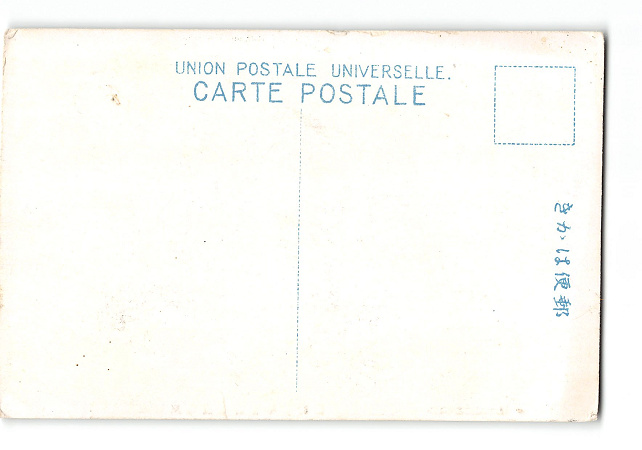 UNION POSTALE UNIVERSELLE.
CARTE POSTALE
きかは便郵